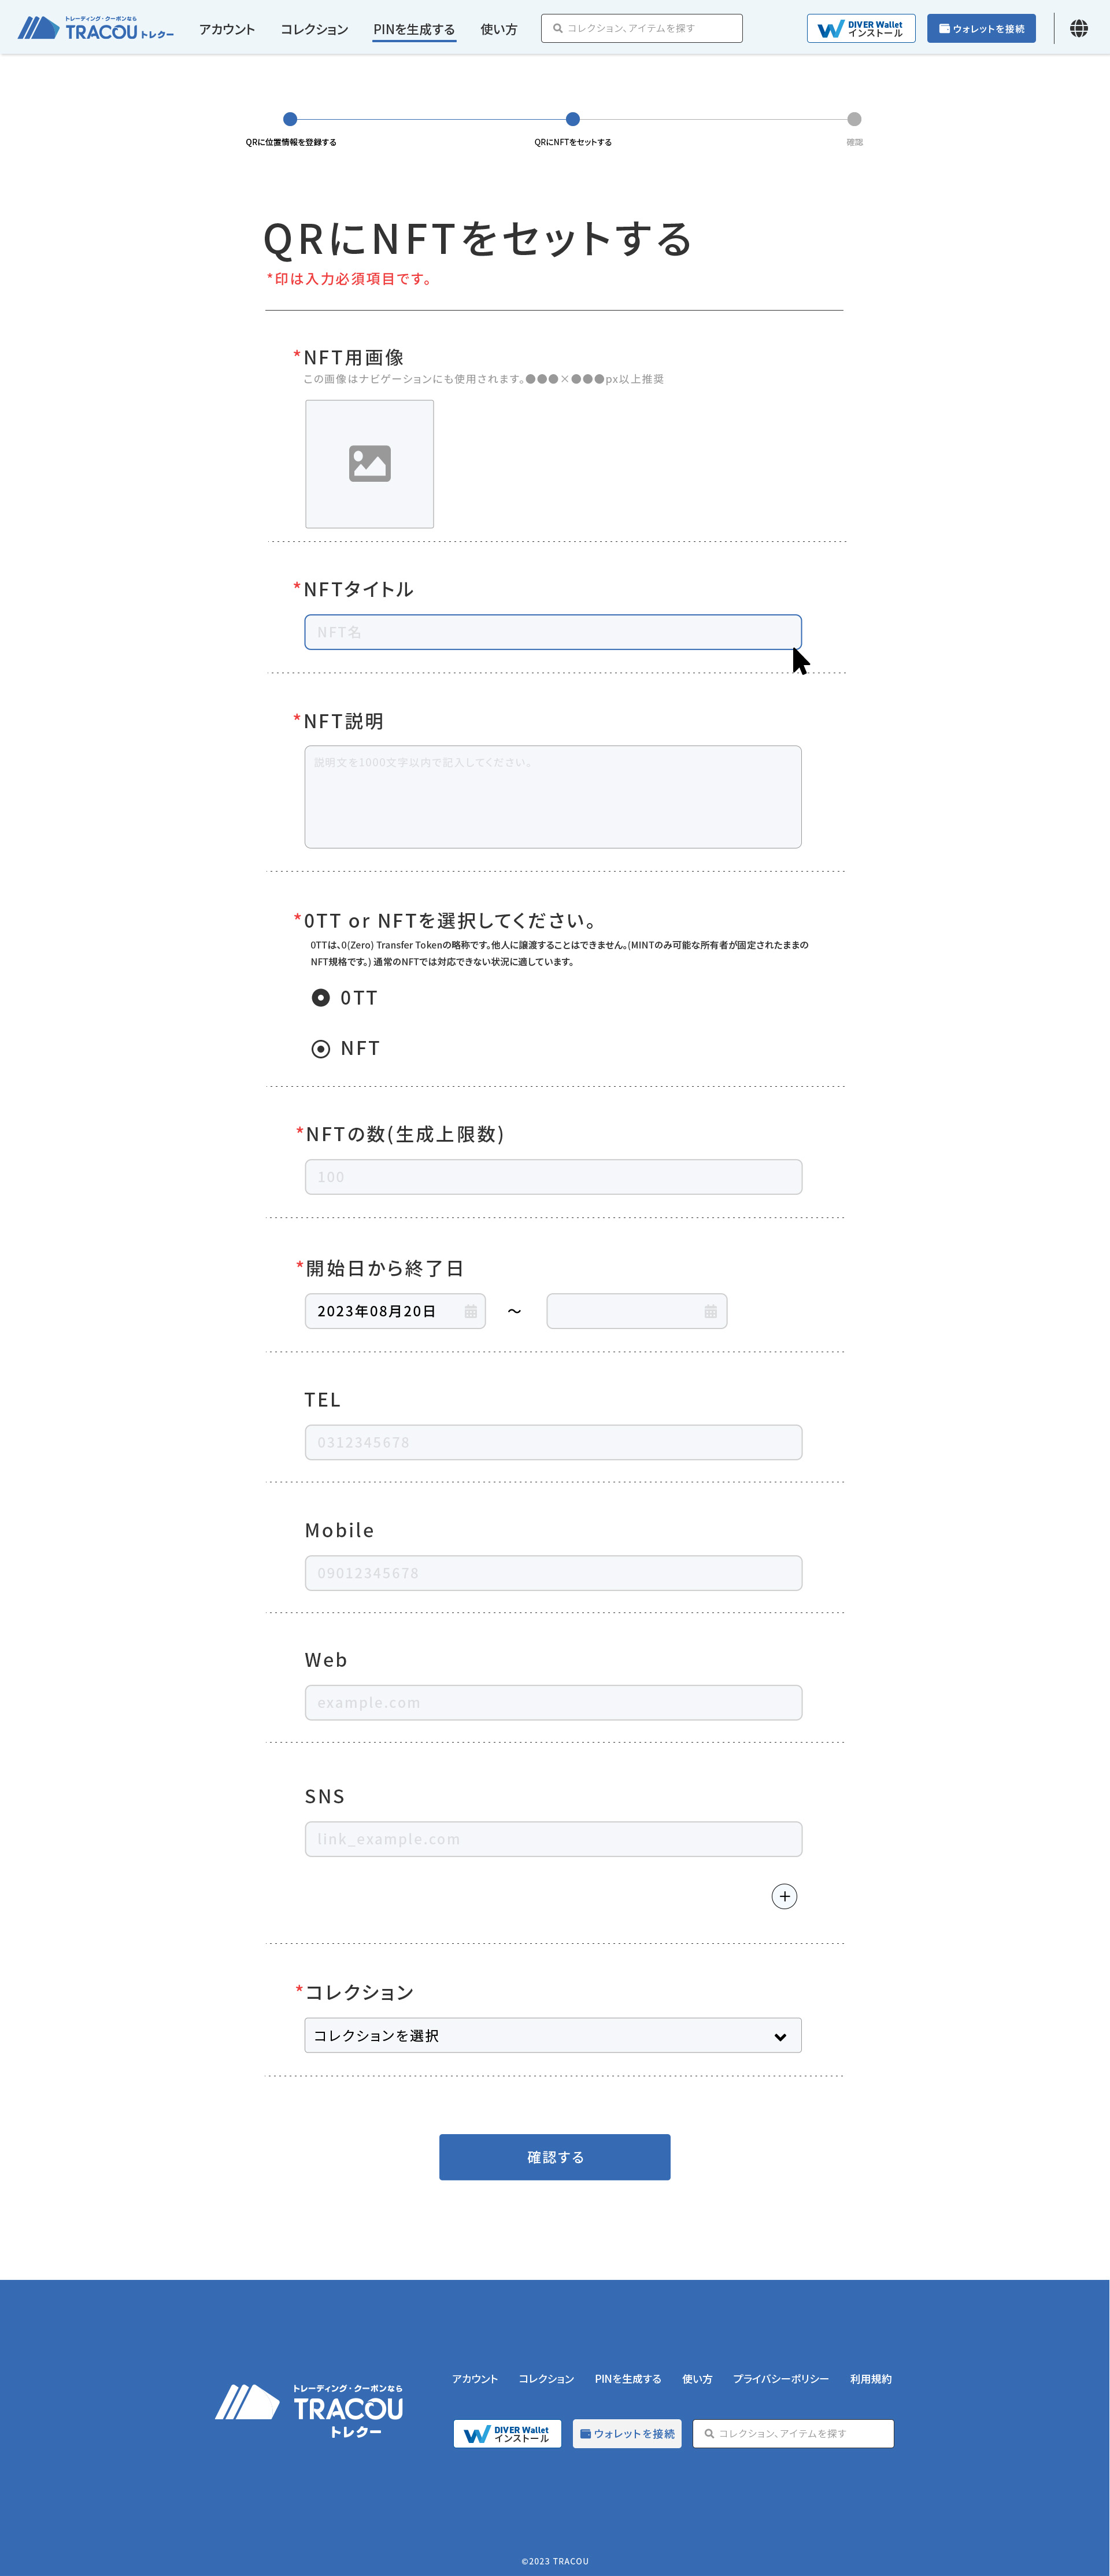 トレーディング・クーポンなら
TRACOU トレクー
アカウント
コレクション
PINを生成する
使い方
コレクション、アイテムを探す
DIVER Wallet
インストール
ウォレットを接続
QRに位置情報を登録する
QRにNFTをセットする
確認
QRにNFTをセットする
*印は入力必須項目です。
*NFT用画像
この画像はナビゲーションにも使用されます。●●●×●●●px以上推奨
*NFTタイトル
NFT名
*NFT説明
説明文を1000文字以内で記入してください。
*0TT or NFTを選択してください。
0TTは、0(Zero) Transfer Tokenの略称です。他人に譲渡することはできません。(MINTのみ可能な所有者が固定されたままの
NFT規格です。) 通常のNFTでは対応できない状況に適しています。
0TT
NFT
*NFTの数(生成上限数)
100
*開始日から終了日
2023年08月20日
〜
TEL
0312345678
Mobile
09012345678
Web
example.com
SNS
link_example.com
*コレクション
コレクションを選択
確認する
トレーディング・クーポンなら
TRACOU
トレクー
アカウント
コレクション
PINを生成する
使い方
プライバシーポリシー
利用規約
DIVER Wallet
インストール
ウォレットを接続
コレクション、アイテムを探す
©2023 TRACOU